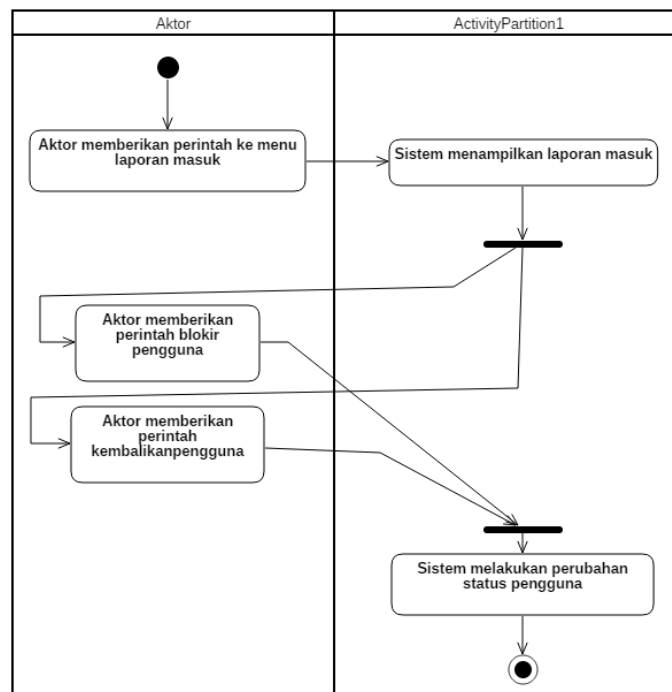 Aktor
ActivityPartition1
Aktor memberikan perintah ke menu
laporan masuk
Sistem menampilkan laporan masuk
Aktor memberikan
perintah blokir
pengguna
Aktor memberikan
perintah
kembalikanpengguna
Sistem melakukan perubahan
status pengguna